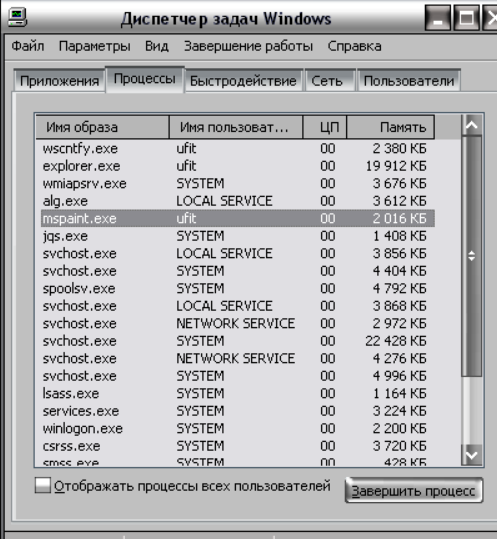 Диспетчер задач Windows
Файл Параметры Вид Завершение работы Справка
Приложения Процессы Быстродействие Сеть Пользователи
Имя образа Имя пользоват... ЦП Память
wscntfy.exe ufit 00 2 380 КБ
explorer.exe ufit 00 19 912 КБ
wmiapsrv.exe SYSTEM 00 3 676 КБ
alg.exe LOCAL SERVICE 00 3 612 КБ
mspaint.exe ufit 00 2 016 КБ
jqs.exe SYSTEM 00 1 408 КБ
svchost.exe LOCAL SERVICE 00 3 856 КБ
svchost.exe SYSTEM 00 4 404 КБ
spoolsv.exe SYSTEM 00 4 792 КБ
svchost.exe LOCAL SERVICE 00 3 868 КБ
svchost.exe NETWORK SERVICE 00 2 972 КБ
svchost.exe SYSTEM 00 22 428 КБ
svchost.exe NETWORK SERVICE 00 4 276 КБ
svchost.exe SYSTEM 00 4 996 КБ
lsass.exe SYSTEM 00 1 164 КБ
services.exe SYSTEM 00 3 224 КБ
winlogon.exe SYSTEM 00 2 200 КБ
csrss.exe SYSTEM 00 3 720 КБ
smss.exe SYSTEM 00 428 КБ
Отображать процессы всех пользователей Завершить процесс